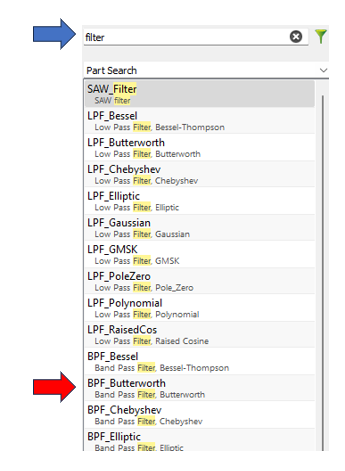 filter
Part Search
SAW_Filter
SAW filter
LPF_Bessel
Low Pass Filter, Bessel-Thompson
LPF_Butterworth
Low Pass Filter, Butterworth
LPF_Chebyshev
Low Pass Filter, Chebyshev
LPF_Elliptic
Low Pass Filter, Elliptic
LPF_Gaussian
Low Pass Filter, Gaussian
LPF_GMSK
Low Pass Filter, GMSK
LPF_PoleZero
Low Pass Filter, Pole_Zero
LPF_Polynomial
Low Pass Filter, Polynomial
LPF_RaisedCos
Low Pass Filter, Raised Cosine
BPF_Bessel
Band Pass Filter, Bessel-Thompson
BPF_Butterworth
Band Pass Filter, Butterworth
BPF_Chebyshev
Band Pass Filter, Chebyshev
BPF_Elliptic
Band Pass Filter, Elliptic